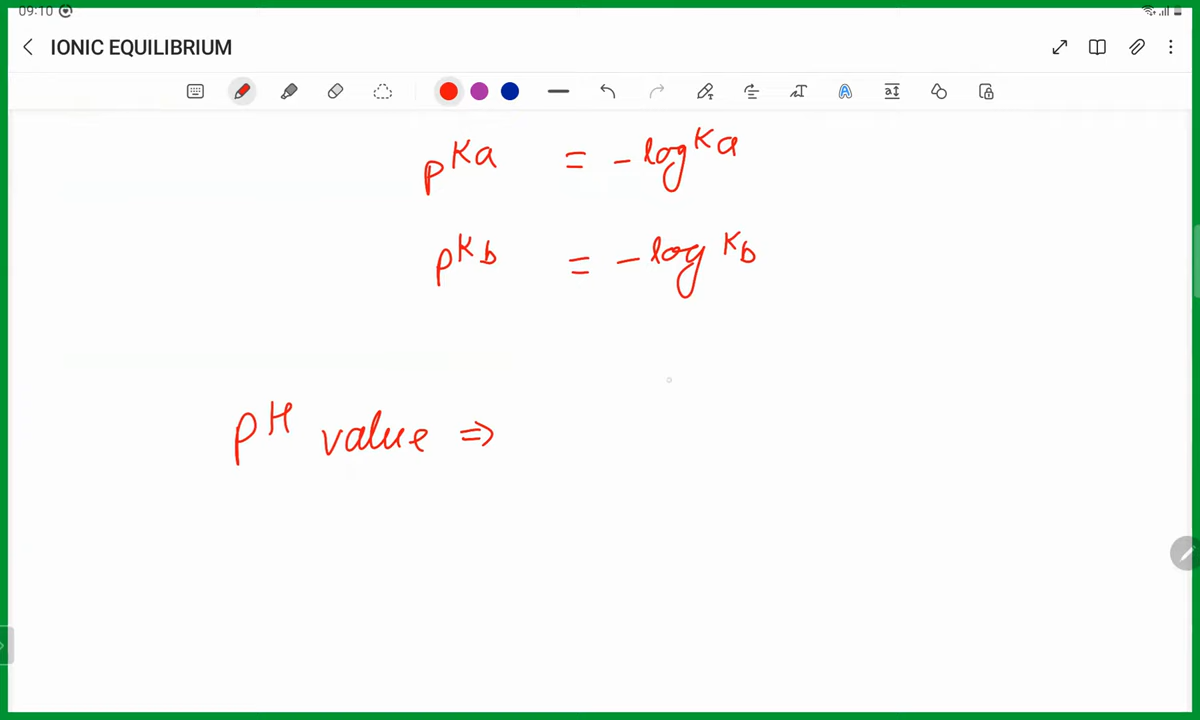 09:10
IONIC EQUILIBRIUM
pKa = -log Ka
pKb = -log Kb
pH value ⇒